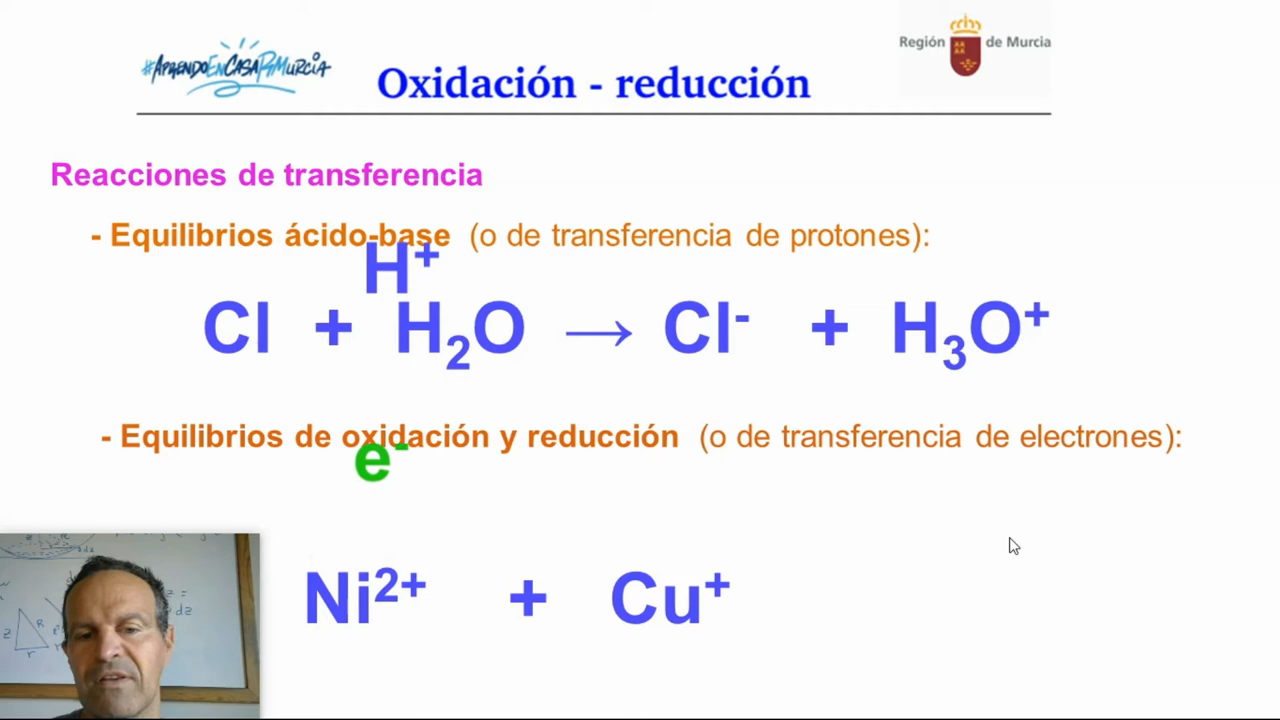 #AprendoEnCasaRMurcia
Región de Murcia
Oxidación - reducción
Reacciones de transferencia
- Equilibrios ácido-base (o de transferencia de protones):
H⁺
Cl + H₂O → Cl⁻ + H₃O⁺
- Equilibrios de oxidación y reducción (o de transferencia de electrones):
e⁻
Ni²⁺ + Cu⁺